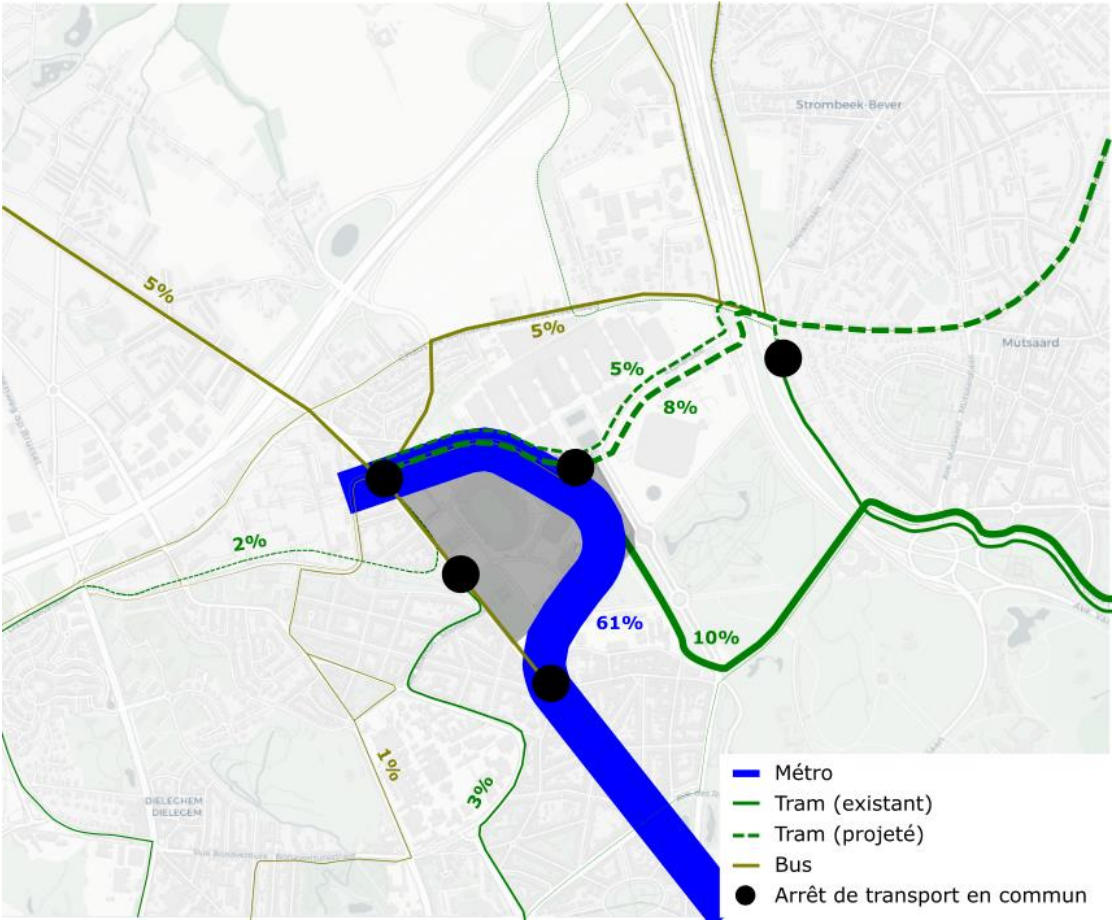 Strombeek-Bever
5%
5%
Mutsaard
5%
8%
2%
61%
10%
1%
3%
DIELEGHEM
DIELEGEM
Métro
Tram (existant)
Tram (projeté)
Bus
Arrêt de transport en commun